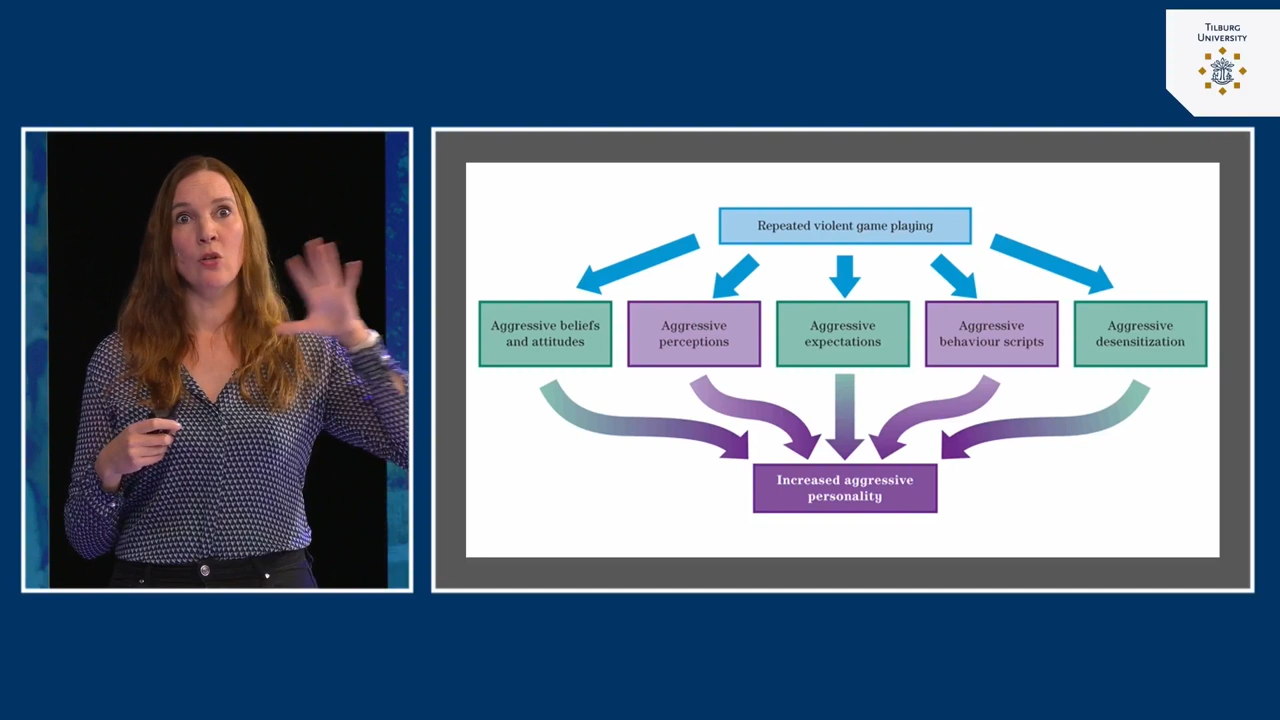 TILBURG
UNIVERSITY
Repeated violent game playing
Aggressive beliefs
and attitudes
Aggressive
perceptions
Aggressive
expectations
Aggressive
behaviour scripts
Aggressive
desensitization
Increased aggressive
personality